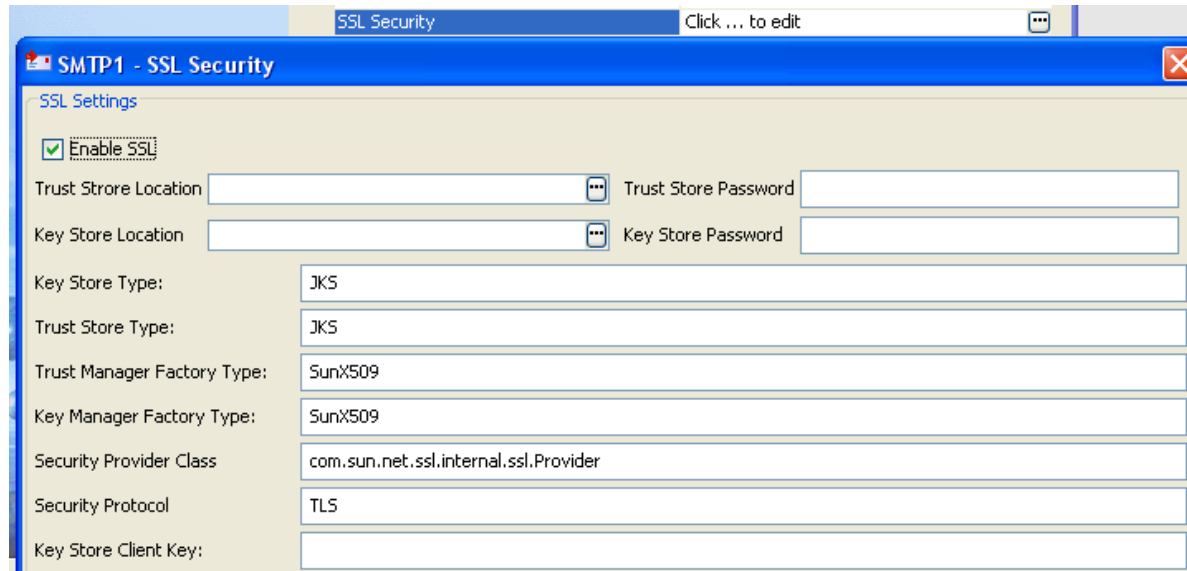 SSL Security Click ... to edit
SMTP1 - SSL Security
SSL Settings
Enable SSL
Trust Strore Location Trust Store Password
Key Store Location Key Store Password
Key Store Type: JKS
Trust Store Type: JKS
Trust Manager Factory Type: SunX509
Key Manager Factory Type: SunX509
Security Provider Class com.sun.net.ssl.internal.ssl.Provider
Security Protocol TLS
Key Store Client Key: